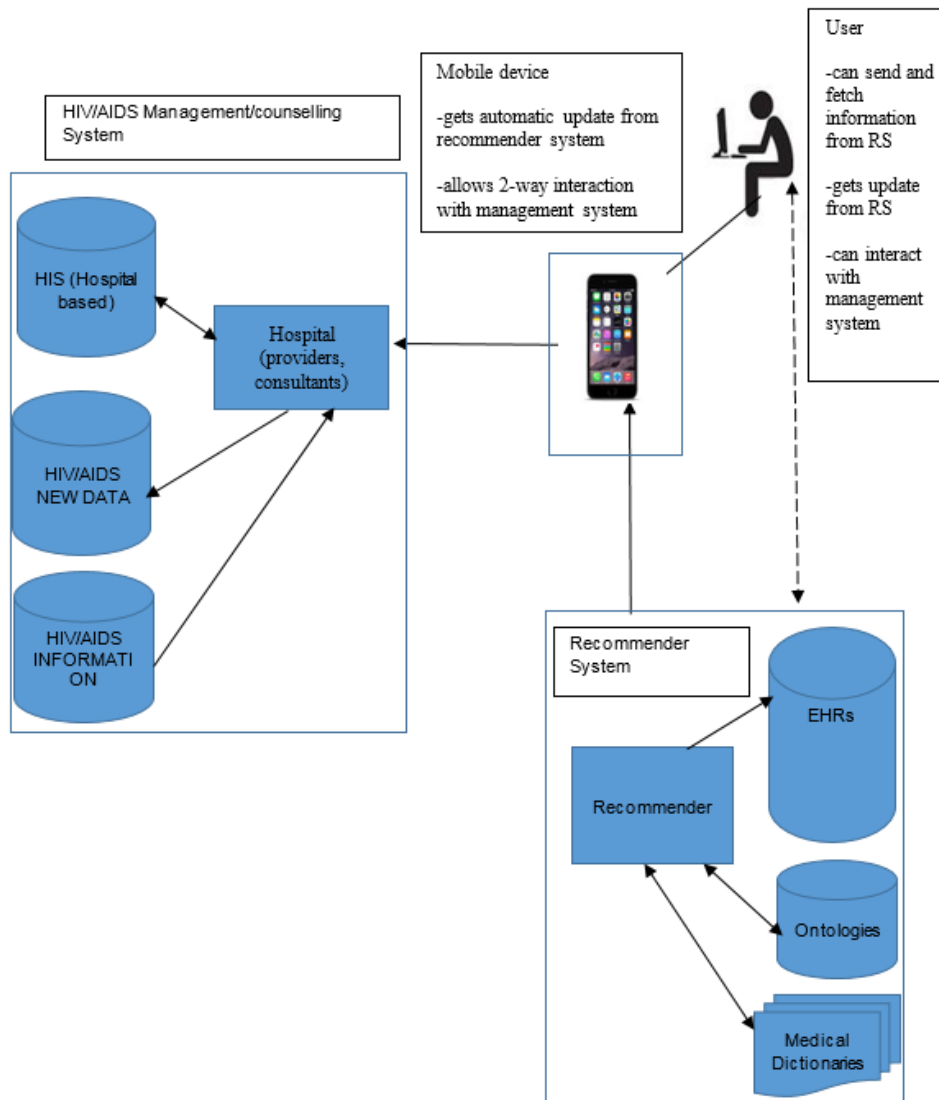 HIV/AIDS Management/counselling
System
Mobile device
-gets automatic update from
recommender system
-allows 2-way interaction
with management system
User
-can send and
fetch
information
from RS
-gets update
from RS
-can interact
with
management
system
HIS (Hospital
based)
Hospital
(providers,
consultants)
HIV/AIDS
NEW DATA
HIV/AIDS
INFORMATI
ON
Recommender
System
EHRs
Recommender
Ontologies
Medical
Dictionaries